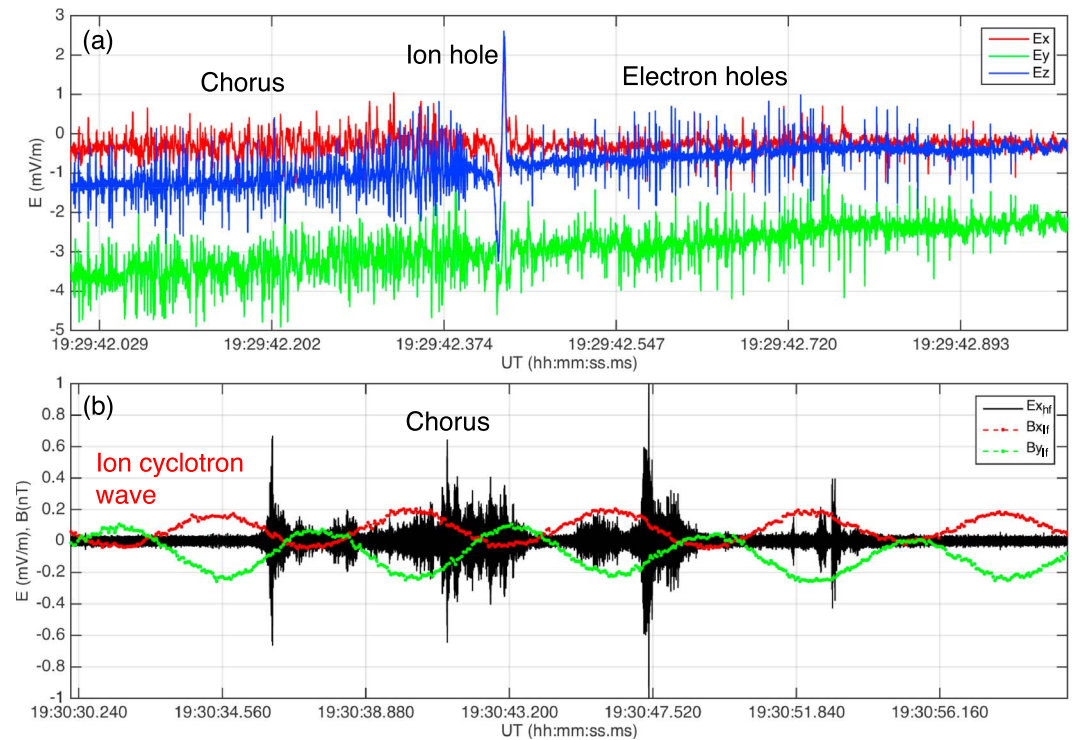 (a)
Chorus
Ion hole
Electron holes
Ex
Ey
Ez
3
2
1
0
-1
-2
-3
-4
-5
E (mV/m)
19:29:42.029
19:29:42.202
19:29:42.374
19:29:42.547
19:29:42.720
19:29:42.893
UT (hh:mm:ss.ms)
(b)
Chorus
Ion cyclotron
wave
Exhf
Bxlf
Bylf
1
0.8
0.6
0.4
0.2
0
-0.2
-0.4
-0.6
-0.8
-1
E (mV/m), B(nT)
19:30:30.240
19:30:34.560
19:30:38.880
19:30:43.200
19:30:47.520
19:30:51.840
19:30:56.160
UT (hh:mm:ss.ms)